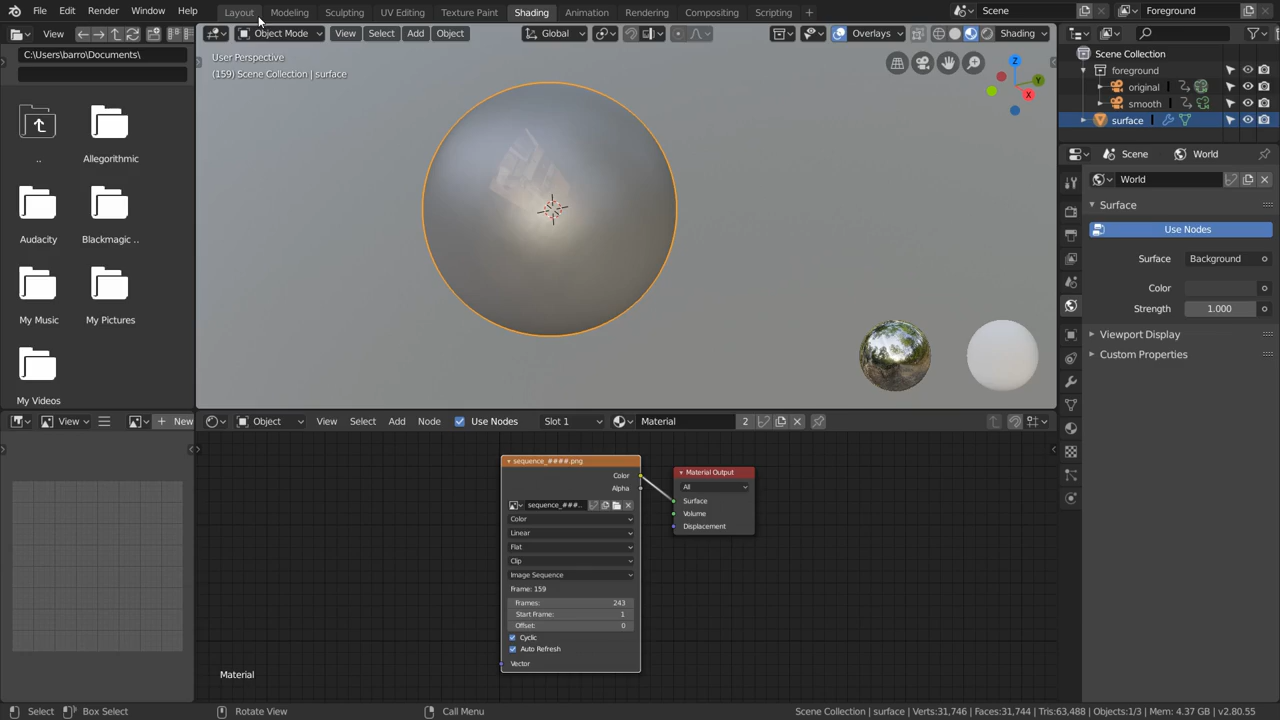 File Edit Render Window Help Layout Modeling Sculpting UV Editing Texture Paint Shading Animation Rendering Compositing Scripting + Scene Foreground
View Object Mode View Select Add Object Global Overlays Shading
C:\Users\barro\Documents\
User Perspective
(159) Scene Collection | surface
Z
Y
X
Scene Collection
foreground
original
smooth
surface
Scene World
World
Surface
Use Nodes
Surface Background
Color
Strength 1.000
Viewport Display
Custom Properties
.. Allegorithmic
Audacity Blackmagic ..
My Music My Pictures
My Videos
View New Object View Select Add Node Use Nodes Slot 1 Material 2
sequence_####.png
Color
Alpha
sequence_###...
Color
Linear
Flat
Clip
Image Sequence
Frame: 159
Frames: 243
Start Frame: 1
Offset: 0
Cyclic
Auto Refresh
Vector
Material Output
All
Surface
Volume
Displacement
Material
Select Box Select Rotate View Call Menu Scene Collection | surface | Verts:31,746 | Faces:31,744 | Tris:63,488 | Objects:1/3 | Mem: 4.37 GB | v2.80.55